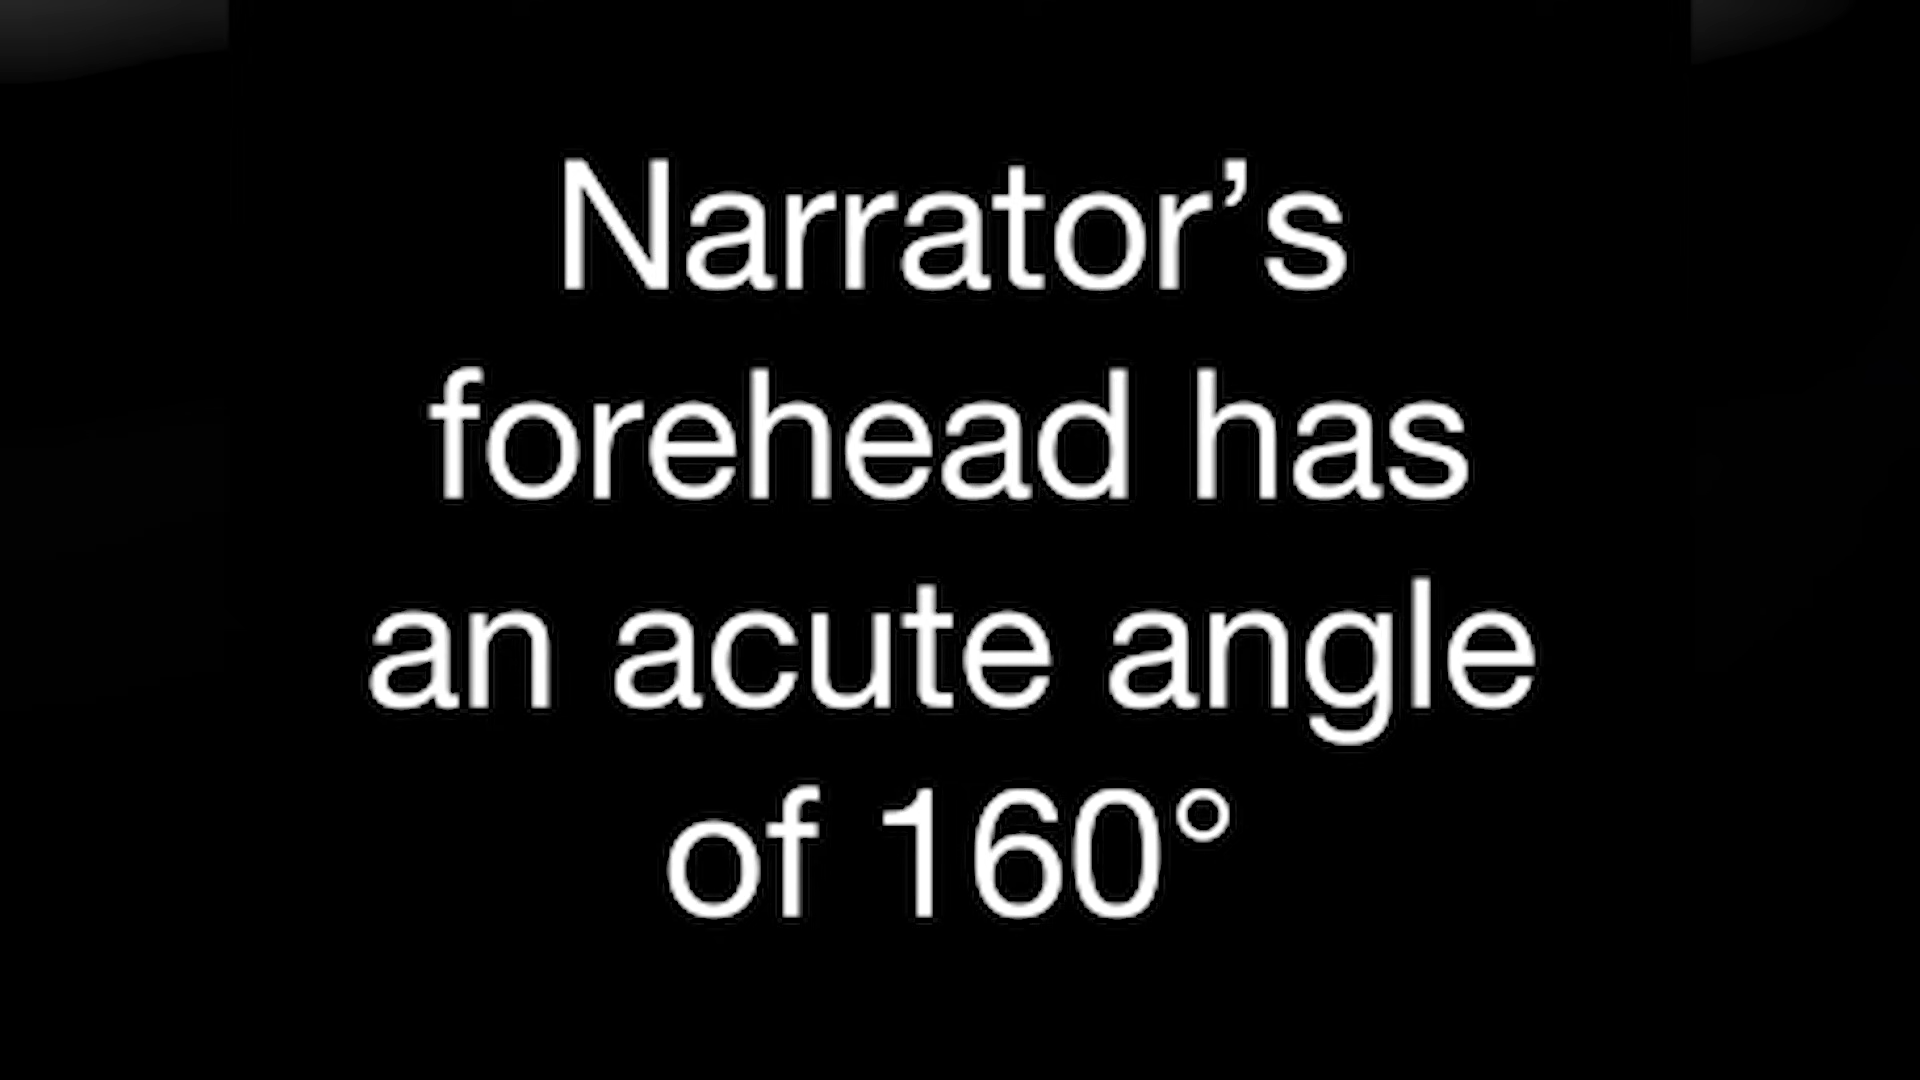 Narrator’s
forehead has
an acute angle
of 160°